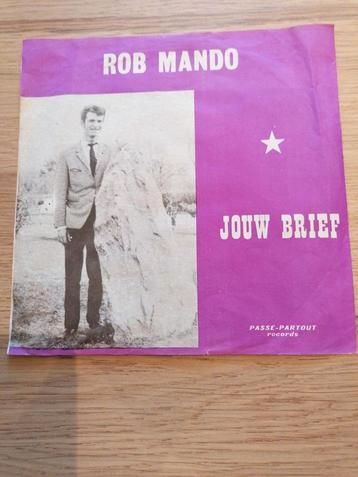 ROB MANDO
JOUW BRIEF
PASSE-PARTOUT
records